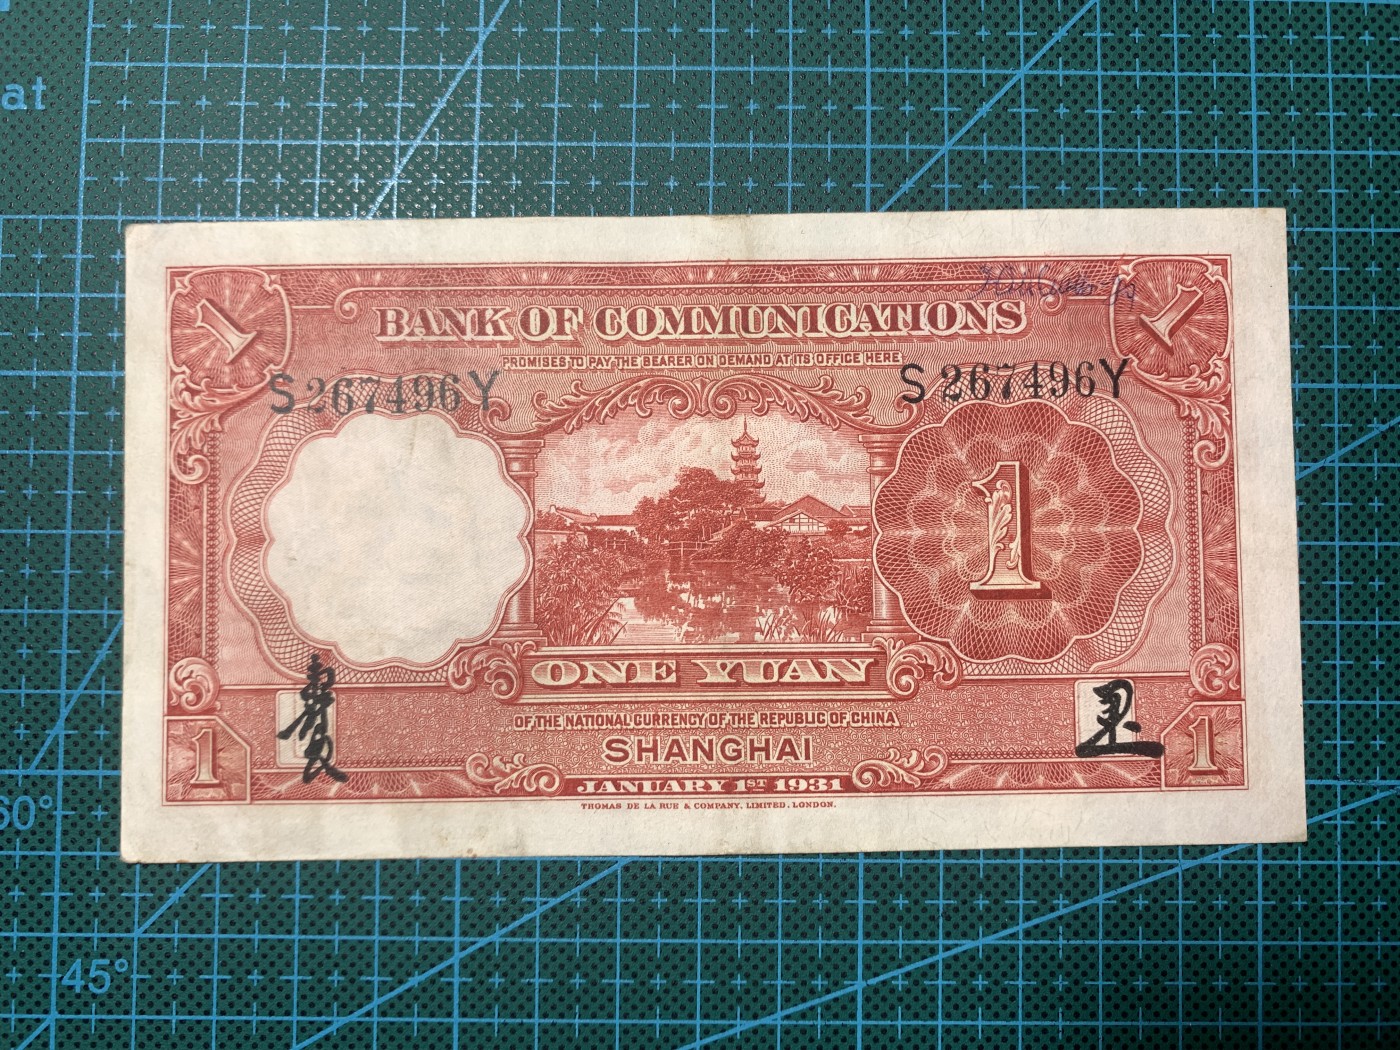 at
1
1
BANK OF COMMUNICATIONS
PROMISES TO PAY THE BEARER ON DEMAND AT ITS OFFICE HERE
S267496Y
S267496Y
1
ONE YUAN
OF THE NATIONAL CURRENCY OF THE REPUBLIC OF CHINA
SHANGHAI
1
1
JANUARY 1ST 1931
THOMAS DE LA RUE & COMPANY, LIMITED, LONDON.
60°
45°